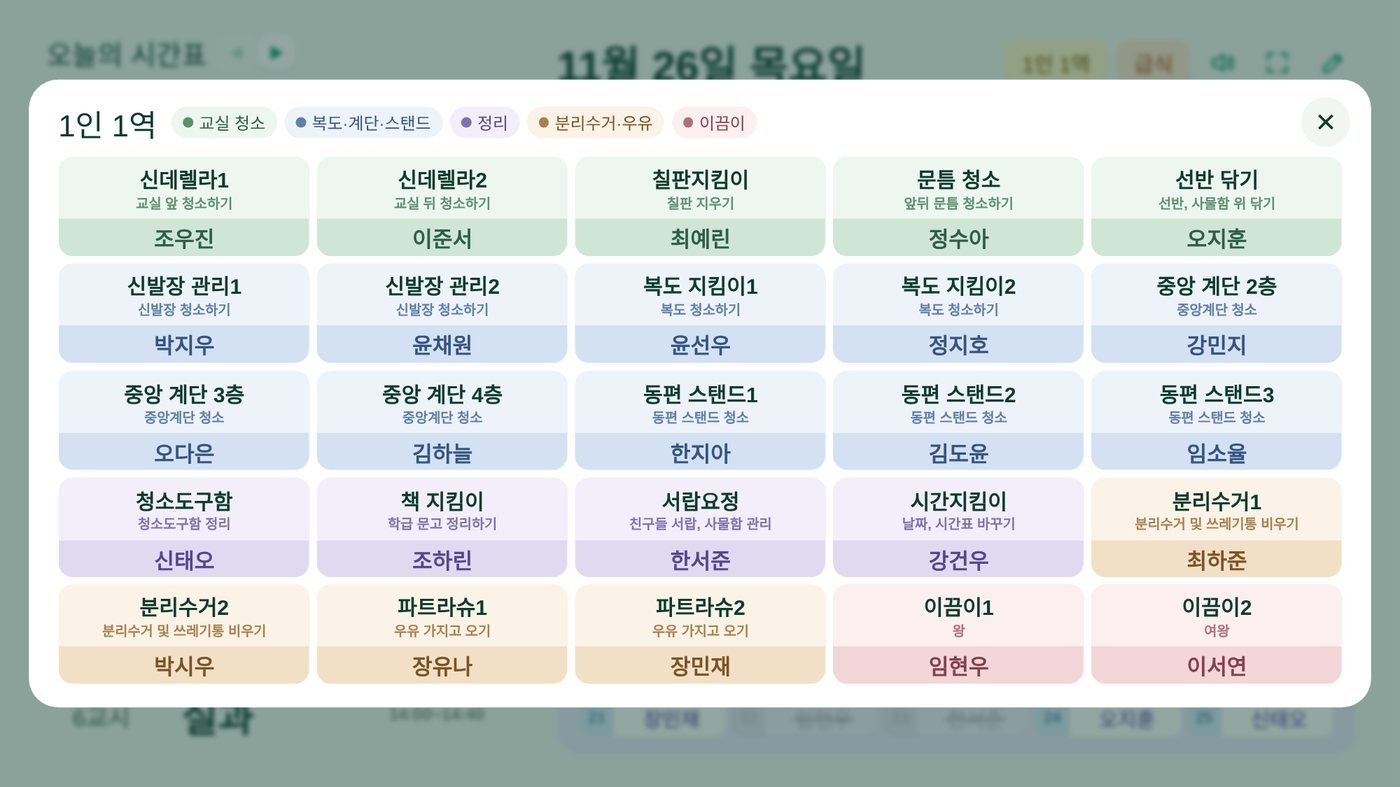 오늘의 시간표 ◀ ▶
11월 26일 목요일
1인 1역 급식
1인 1역
교실 청소 복도·계단·스탠드 정리 분리수거·우유 이끔이
신데렐라1 신데렐라2 칠판지킴이 문틈 청소 선반 닦기
교실 앞 청소하기 교실 뒤 청소하기 칠판 지우기 앞뒤 문틈 청소하기 선반, 사물함 위 닦기
조우진 이준서 최예린 정수아 오지훈
신발장 관리1 신발장 관리2 복도 지킴이1 복도 지킴이2 중앙 계단 2층
신발장 청소하기 신발장 청소하기 복도 청소하기 복도 청소하기 중앙계단 청소
박지우 윤채원 윤선우 정지호 강민지
중앙 계단 3층 중앙 계단 4층 동편 스탠드1 동편 스탠드2 동편 스탠드3
중앙계단 청소 중앙계단 청소 동편 스탠드 청소 동편 스탠드 청소 동편 스탠드 청소
오다은 김하늘 한지아 김도윤 임소율
청소도구함 책 지킴이 서랍요정 시간지킴이 분리수거1
청소도구함 정리 학급 문고 정리하기 친구들 서랍, 사물함 관리 날짜, 시간표 바꾸기 분리수거 및 쓰레기통 비우기
신태오 조하린 한서준 강건우 최하준
분리수거2 파트라슈1 파트라슈2 이끔이1 이끔이2
분리수거 및 쓰레기통 비우기 우유 가지고 오기 우유 가지고 오기 왕 여왕
박시우 장유나 장민재 임현우 이서연
6교시 실과 14:00~14:40
21 장민재 24 오지훈 25 신태오